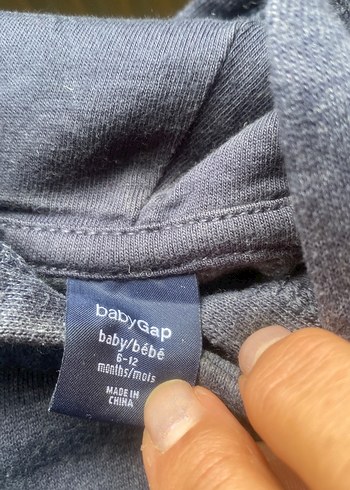 babyGap
baby/bébé
6-12
months/mois
MADE IN
CHINA